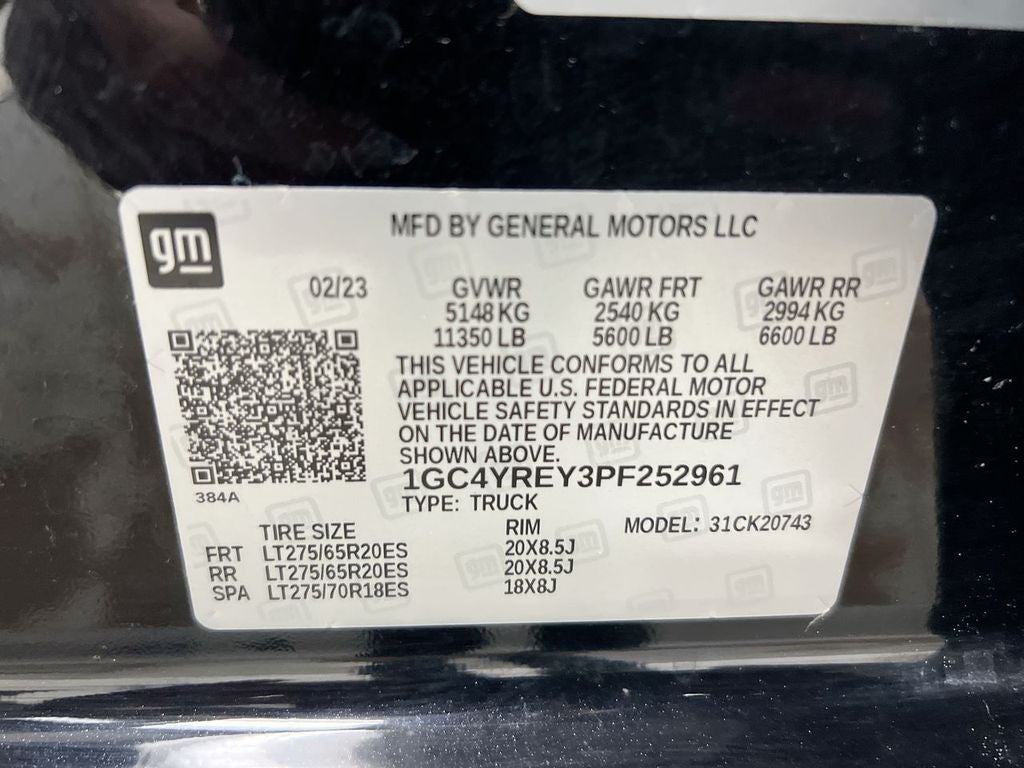 gm
MFD BY GENERAL MOTORS LLC
02/23 GVWR GAWR FRT GAWR RR
5148 KG 2540 KG 2994 KG
11350 LB 5600 LB 6600 LB
THIS VEHICLE CONFORMS TO ALL
APPLICABLE U.S. FEDERAL MOTOR
VEHICLE SAFETY STANDARDS IN EFFECT
ON THE DATE OF MANUFACTURE
SHOWN ABOVE.
384A
1GC4YREY3PF252961
TYPE: TRUCK
TIRE SIZE RIM MODEL: 31CK20743
FRT LT275/65R20ES 20X8.5J
RR LT275/65R20ES 20X8.5J
SPA LT275/70R18ES 18X8J